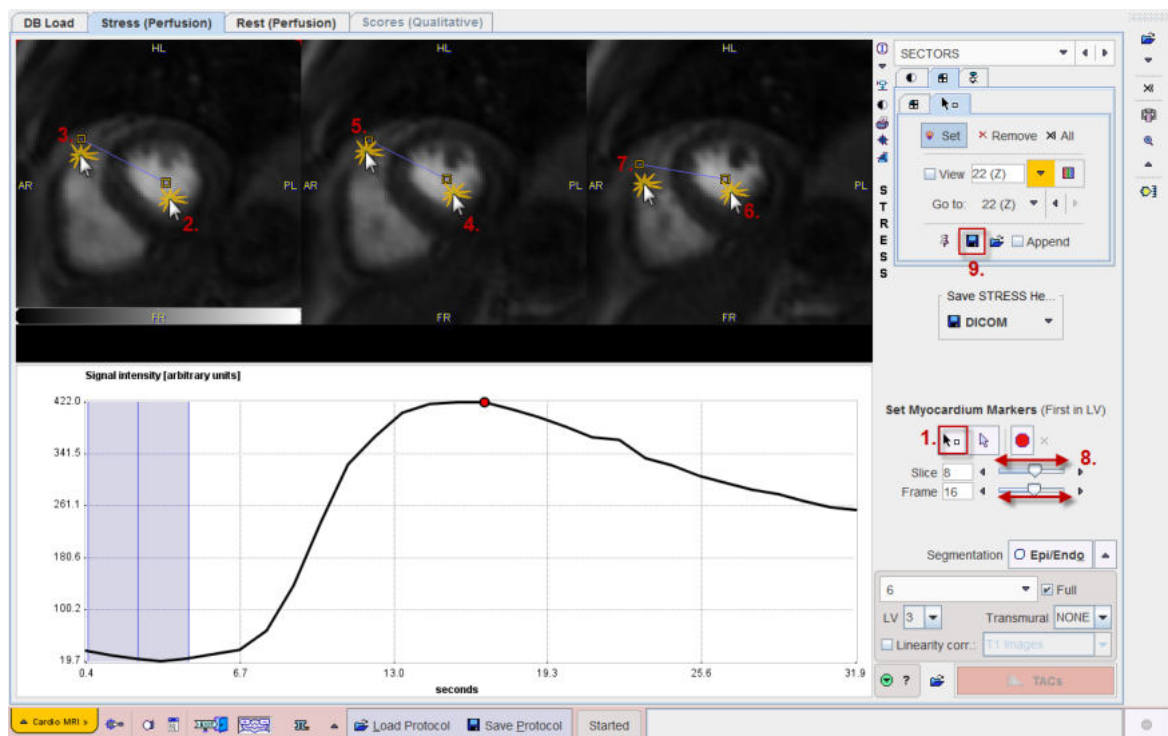 DB Load Stress (Perfusion) Rest (Perfusion) Scores (Qualitative)
HL HL HL
SECTORS
3. 5. 7.
AR AR AR PL PL
2. 4. 6.
FR FR FR
S
T
R
E
S
S
Set Remove All
View 22 (Z)
Go to: 22 (Z)
Append
9.
Save STRESS He...
DICOM
Signal intensity [arbitrary units]
422.0
341.5
261.1
180.6
100.2
19.7
0.4 6.7 13.0 19.3 25.6 31.9
seconds
Set Myocardium Markers (First in LV)
1.
8.
Slice 8
Frame 16
Segmentation Epi/Endo
6 Full
LV 3 Transmural NONE
Linearity corr.: T1 Images
? TACs
Cardio MRI Load Protocol Save Protocol Started